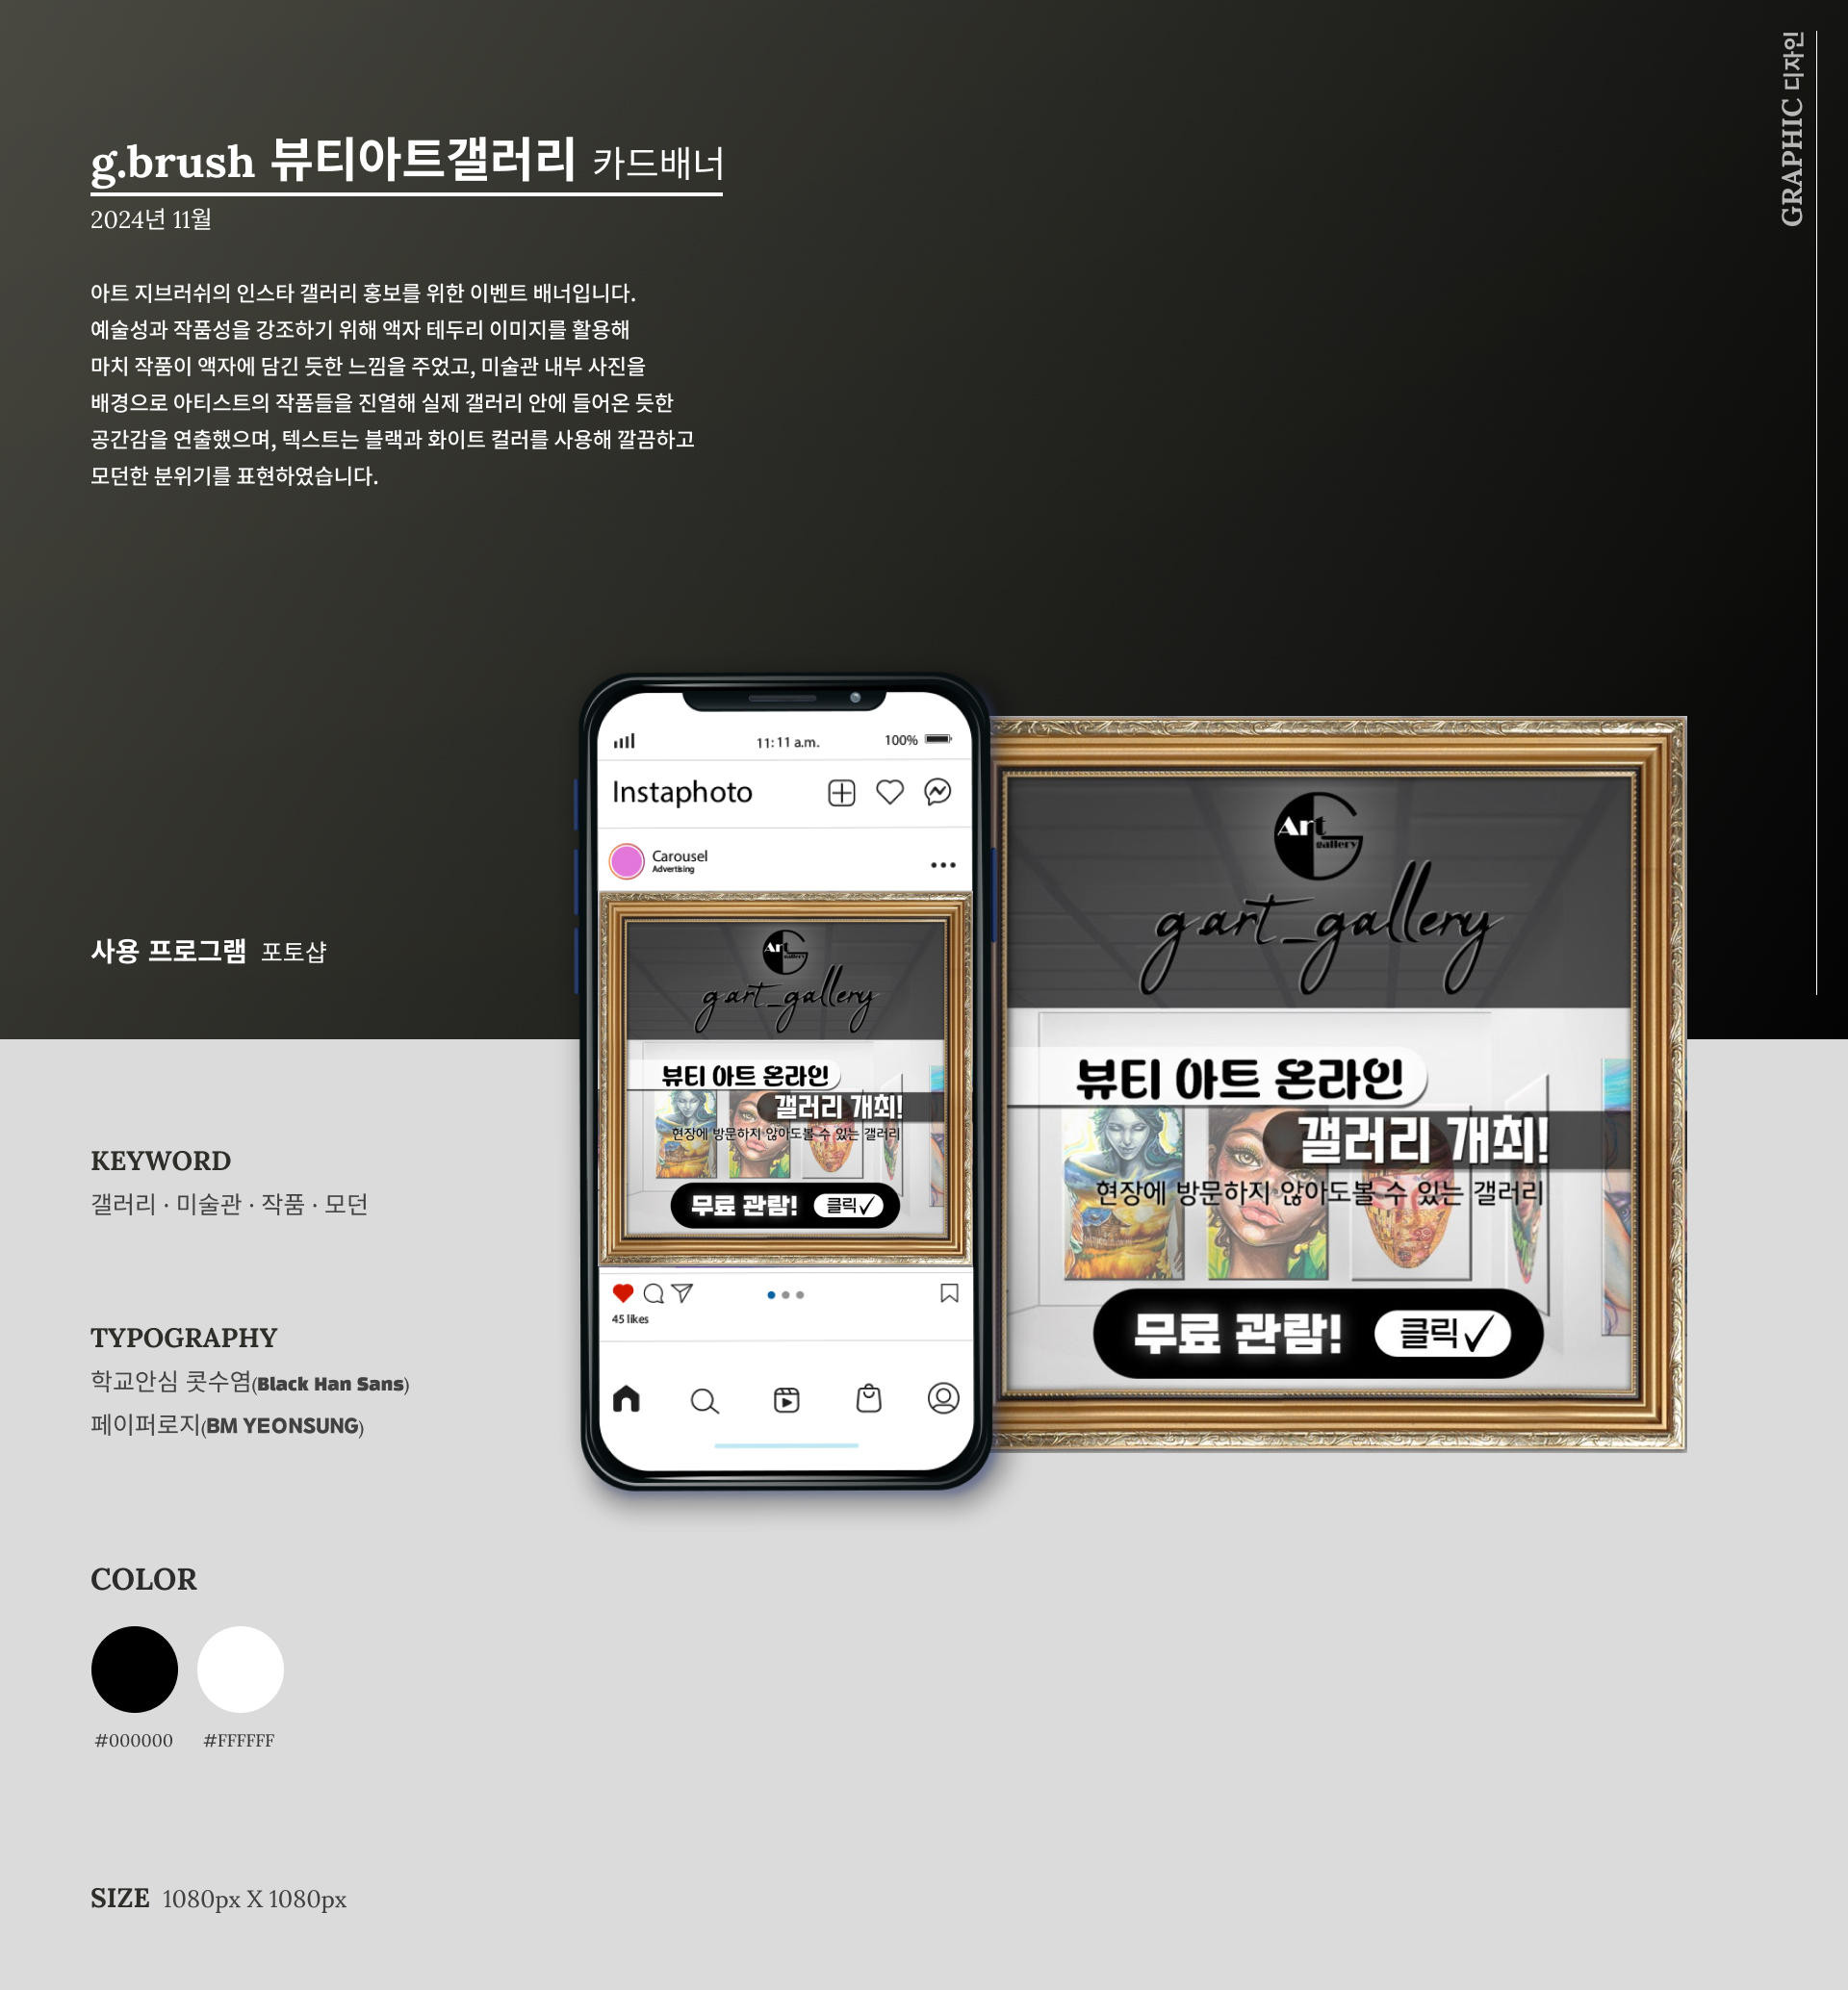 GRAPHIC 디자인
g.brush 뷰티아트갤러리 카드배너
2024년 11월
아트 지브러쉬의 인스타 갤러리 홍보를 위한 이벤트 배너입니다.
예술성과 작품성을 강조하기 위해 액자 테두리 이미지를 활용해
마치 작품이 액자에 담긴 듯한 느낌을 주었고, 미술관 내부 사진을
배경으로 아티스트의 작품들을 진열해 실제 갤러리 안에 들어온 듯한
공간감을 연출했으며, 텍스트는 블랙과 화이트 컬러를 사용해 깔끔하고
모던한 분위기를 표현하였습니다.
사용 프로그램 포토샵
KEYWORD
갤러리 · 미술관 · 작품 · 모던
TYPOGRAPHY
학교안심 콧수염(Black Han Sans)
페이퍼로지(BM YEONSUNG)
COLOR
#000000 #FFFFFF
SIZE 1080px X 1080px
11:11 a.m. 100%
Instaphoto
Carousel
Advertising
Art
gallery
g art_gallery
뷰티 아트 온라인
갤러리 개최!
현장에 방문하지 않아도볼 수 있는 갤러리
무료 관람! 클릭✓
45 likes
Art
gallery
g art_gallery
뷰티 아트 온라인
갤러리 개최!
현장에 방문하지 않아도볼 수 있는 갤러리
무료 관람! 클릭✓